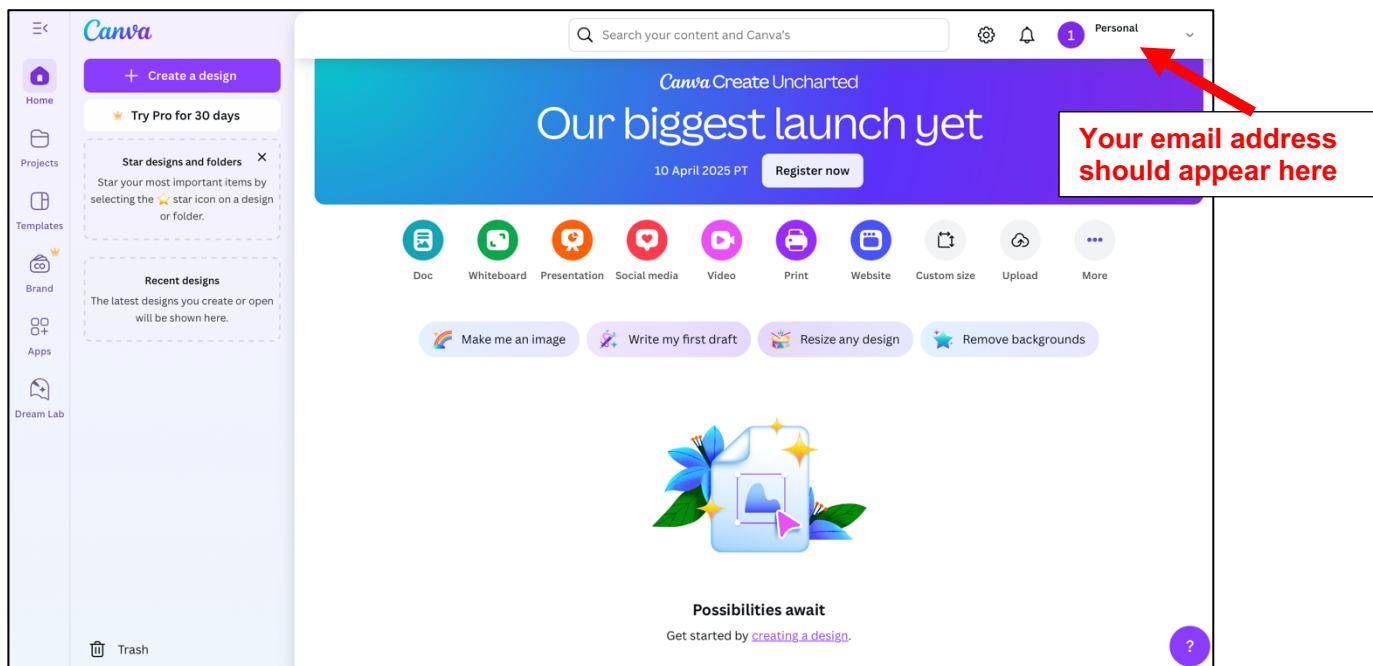 Canva
Search your content and Canva's
1
Personal
Home
Projects
Templates
Brand
Apps
Dream Lab
+ Create a design
Try Pro for 30 days
Star designs and folders
Star your most important items by
selecting the ⭐ star icon on a design
or folder.
Recent designs
The latest designs you create or open
will be shown here.
Trash
Canva Create Uncharted
Our biggest launch yet
10 April 2025 PT
Register now
Your email address
should appear here
Doc
Whiteboard
Presentation
Social media
Video
Print
Website
Custom size
Upload
More
Make me an image
Write my first draft
Resize any design
Remove backgrounds
Possibilities await
Get started by creating a design.
?